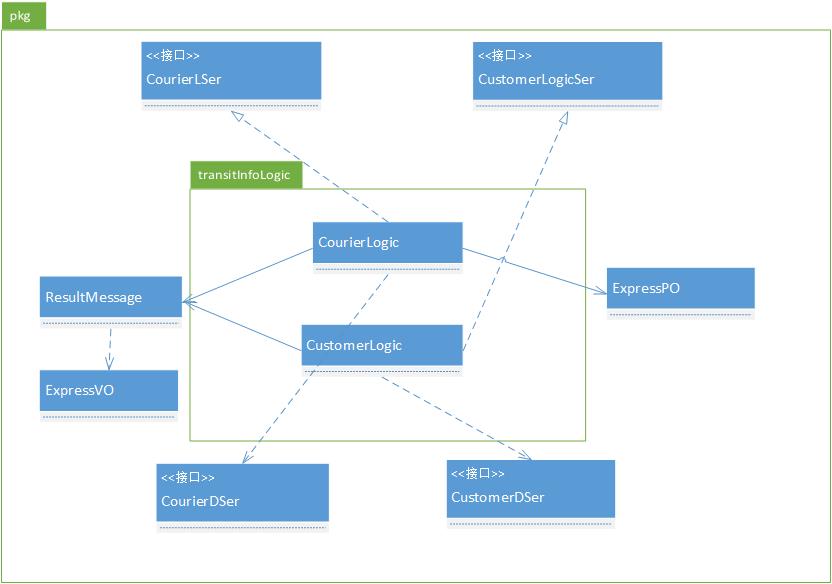 pkg
<<接口>>
CourierLSer
<<接口>>
CustomerLogicSer
transitInfoLogic
CourierLogic
ResultMessage
ExpressPO
CustomerLogic
ExpressVO
<<接口>>
CourierDSer
<<接口>>
CustomerDSer